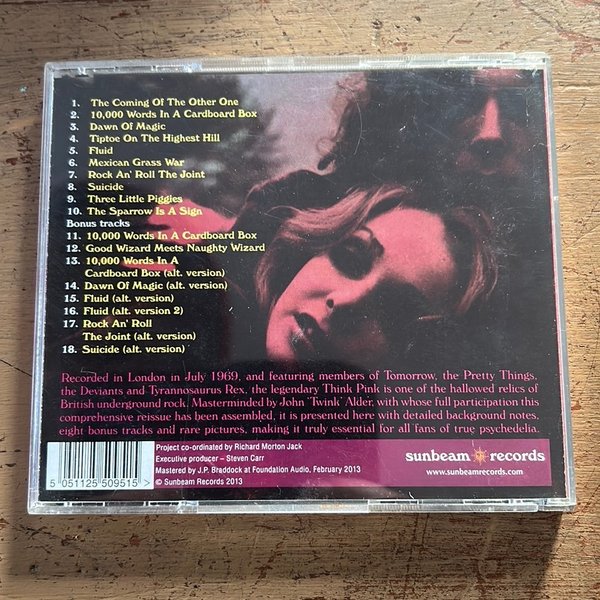 1. The Coming Of The Other One
2. 10,000 Words In A Cardboard Box
3. Dawn Of Magic
4. Tiptoe On The Highest Hill
5. Fluid
6. Mexican Grass War
7. Rock An' Roll The Joint
8. Suicide
9. Three Little Piggies
10. The Sparrow Is A Sign
Bonus tracks
11. 10,000 Words In A Cardboard Box
12. Good Wizard Meets Naughty Wizard
13. 10,000 Words In A
Cardboard Box (alt. version)
14. Dawn Of Magic (alt. version)
15. Fluid (alt. version)
16. Fluid (alt. version 2)
17. Rock An' Roll
The Joint (alt. version)
18. Suicide (alt. version)
Recorded in London in July 1969, and featuring members of Tomorrow, the Pretty Things,
the Deviants and Tyrannosaurus Rex, the legendary Think Pink is one of the hallowed relics of
British underground rock. Masterminded by John 'Twink' Alder, with whose full participation this
comprehensive reissue has been assembled, it is presented here with detailed background notes,
eight bonus tracks and rare pictures, making it truly essential for all fans of true psychedelia.
Project co-ordinated by Richard Morton Jack
Executive producer – Steven Carr
Mastered by J.P. Braddock at Foundation Audio, February 2013
© Sunbeam Records 2013
5 051125 509515 >
sunbeam records
www.sunbeamrecords.com